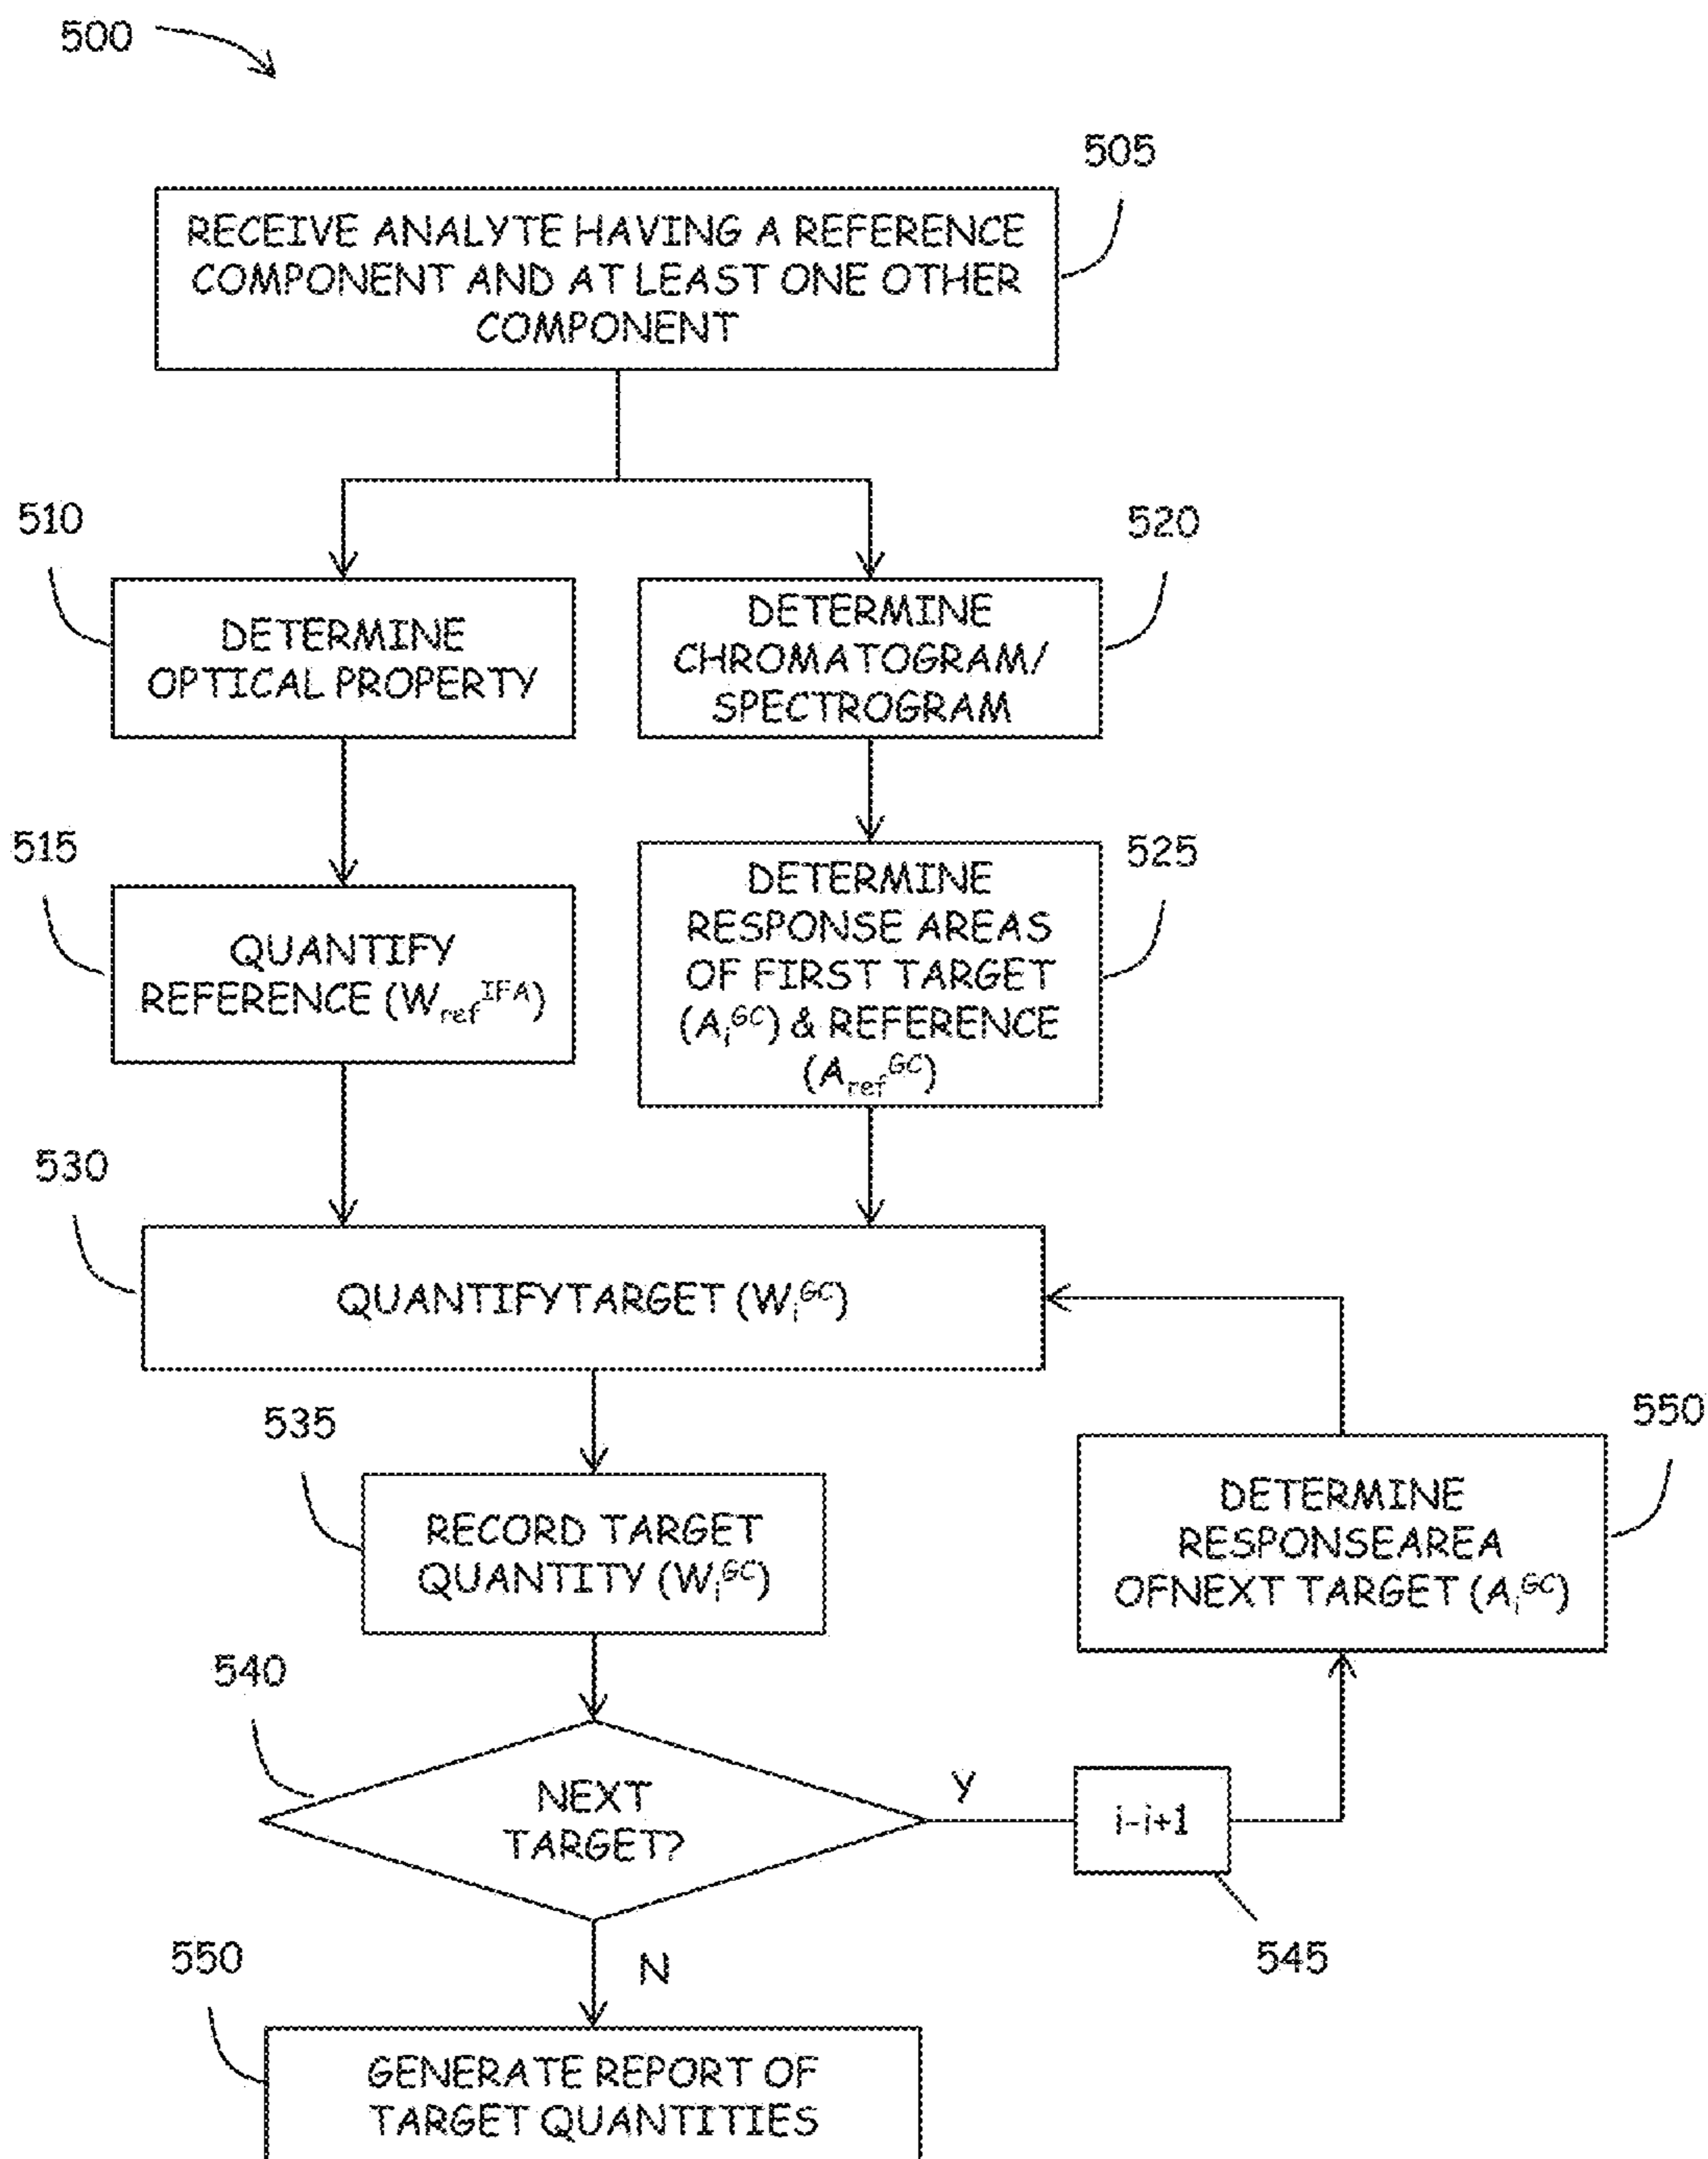 500
505
RECEIVE ANALYTE HAVING A REFERENCE
COMPONENT AND AT LEAST ONE OTHER
COMPONENT
510
DETERMINE
OPTICAL PROPERTY
520
DETERMINE
CHROMATOGRAM/
SPECTROGRAM
515
QUANTIFY
REFERENCE (W_ref^IFA)
525
DETERMINE
RESPONSE AREAS
OF FIRST TARGET
(A_i^GC) & REFERENCE
(A_ref^GC)
530
QUANTIFYTARGET (W_i^GC)
535
RECORD TARGET
QUANTITY (W_i^GC)
550
DETERMINE
RESPONSEAREA
OFNEXT TARGET (A_i^GC)
540
NEXT
TARGET?
Y
i-i+1
545
N
550
GENERATE REPORT OF
TARGET QUANTITIES